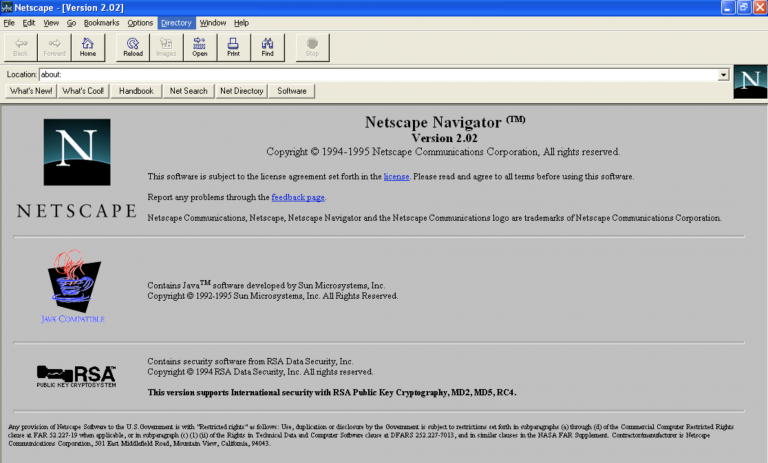 Netscape - [Version 2.02]
File Edit View Go Bookmarks Options Directory Window Help
Back Forward Home Reload Images Open Print Find Stop
Location: about:
What's New! What's Cool! Handbook Net Search Net Directory Software
N
N
NETSCAPE
Netscape Navigator (TM)
Version 2.02
Copyright © 1994-1995 Netscape Communications Corporation, All rights reserved.
This software is subject to the license agreement set forth in the license. Please read and agree to all terms before using this software.
Report any problems through the feedback page.
Netscape Communications, Netscape, Netscape Navigator and the Netscape Communications logo are trademarks of Netscape Communications Corporation.
JAVA COMPATIBLE
Contains Java™ software developed by Sun Microsystems, Inc.
Copyright © 1992-1995 Sun Microsystems, Inc. All Rights Reserved.
RSA™
PUBLIC KEY CRYPTOSYSTEM
Contains security software from RSA Data Security, Inc.
Copyright © 1994 RSA Data Security, Inc. All rights reserved.
This version supports International security with RSA Public Key Cryptography, MD2, MD5, RC4.
Any provision of Netscape Software to the U.S. Government is with "Restricted rights" as follows: Use, duplication or disclosure by the Government is subject to restrictions set forth in subparagraphs (a) through (d) of the Commercial Computer Restricted Rights
clause at FAR 52.227-19 when applicable, or in subparagraph (c) (1) (ii) of the Rights in Technical Data and Computer Software clause at DFARS 252.227-7013, and in similar clauses in the NASA FAR Supplement. Contractor/manufacturer is Netscape
Communications Corporation, 501 East Middlefield Road, Mountain View, California, 94043.